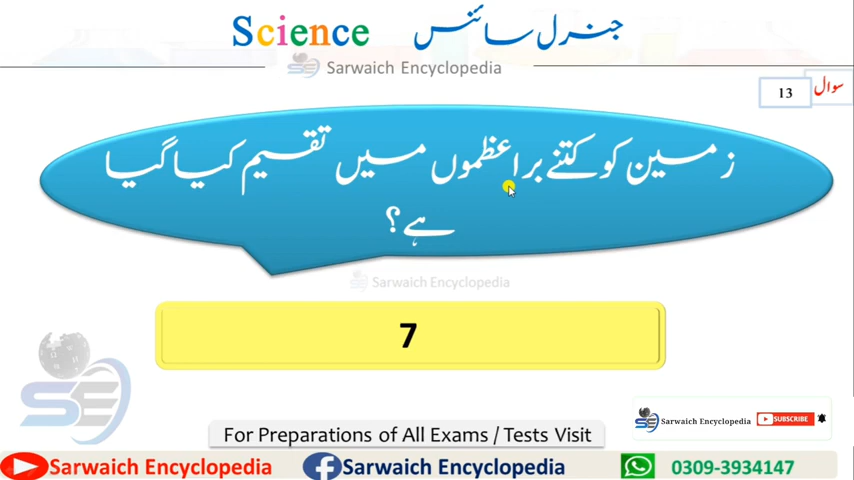 Science جنرل سائنس
Sarwaich Encyclopedia
سوال 13
زمین کو کتنے براعظموں میں تقسیم کیا گیا
ہے؟
Sarwaich Encyclopedia
7
SE
Sarwaich Encyclopedia SUBSCRIBE
For Preparations of All Exams / Tests Visit
Sarwaich Encyclopedia Sarwaich Encyclopedia 0309-3934147